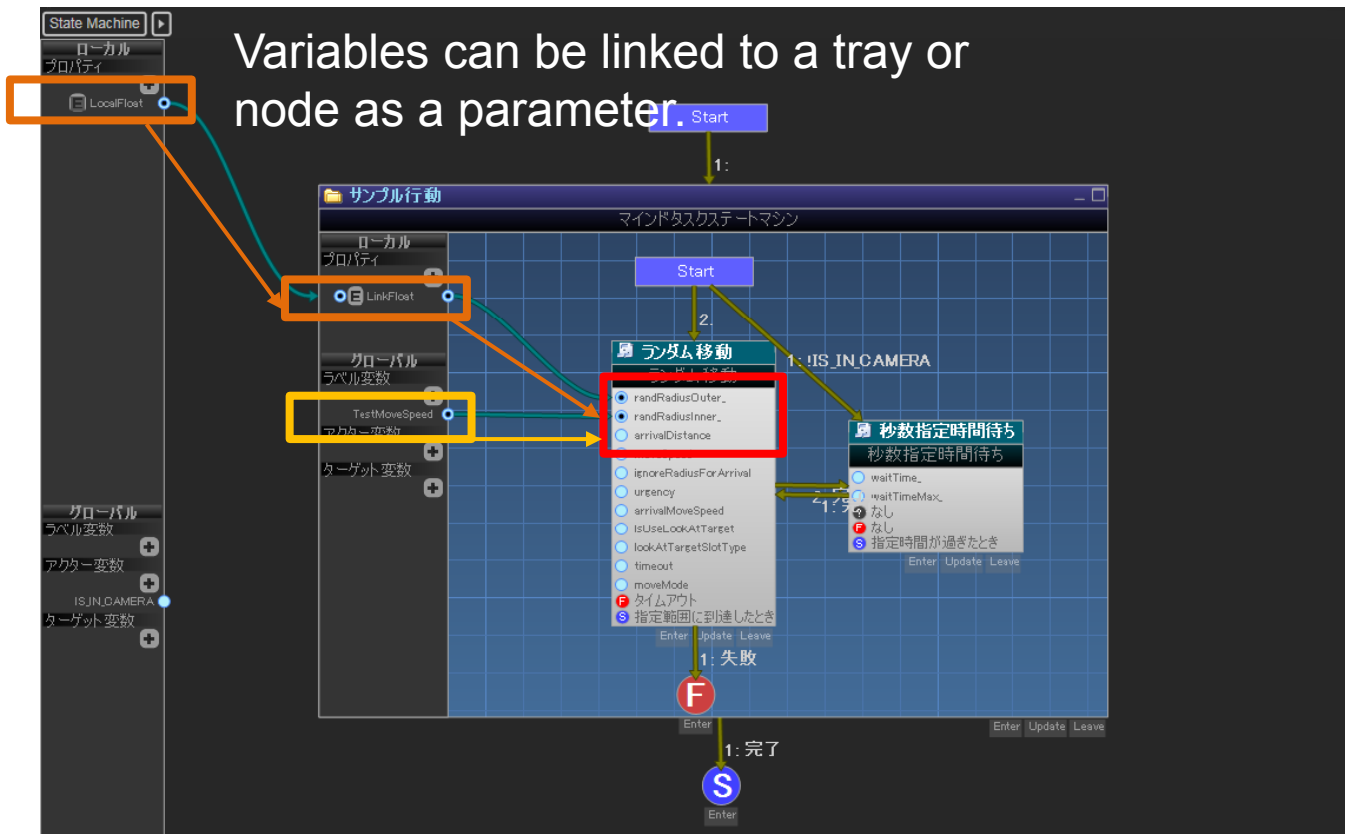 State Machine
ローカル
プロパティ
LocalFloat
Variables can be linked to a tray or
node as a parameter.
Start
1:
サンプル行動
マインドタスクステートマシン
ローカル
プロパティ
LinkFloat
グローバル
ラベル変数
TestMoveSpeed
アクター変数
ターゲット変数
Start
2.
1: !IS_IN_CAMERA
ランダム移動
ランダム移動
randRadiusOuter_
randRadiusInner_
arrivalDistance
ignoreRadiusForArrival
urgency
arrivalMoveSpeed
IsUseLookAtTarget
lookAtTargetSlotType
timeout
moveMode
F タイムアウト
S 指定範囲に到達したとき
Enter Update Leave
秒数指定時間待ち
秒数指定時間待ち
waitTime_
waitTimeMax_
? なし
F なし
S 指定時間が過ぎたとき
Enter Update Leave
1: 失敗
F
Enter
Enter Update Leave
1: 完了
S
Enter
グローバル
ラベル変数
アクター変数
IS_IN_CAMERA
ターゲット変数